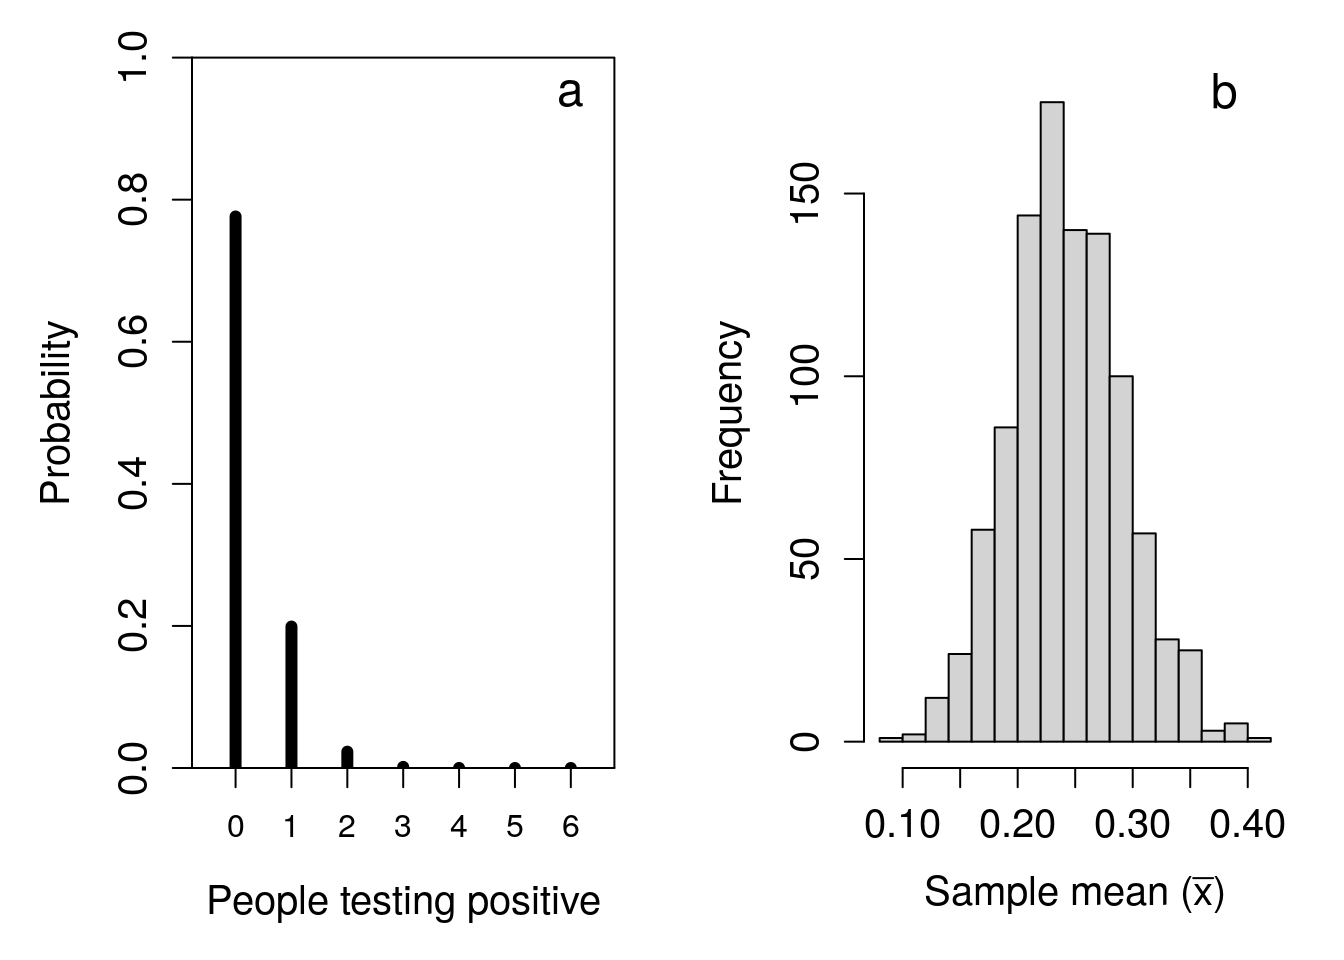 a
1.0
0.8
0.6
0.4
0.2
0.0
Probability
0 1 2 3 4 5 6
People testing positive
b
150
100
50
0
Frequency
0.10 0.20 0.30 0.40
Sample mean (x̅)